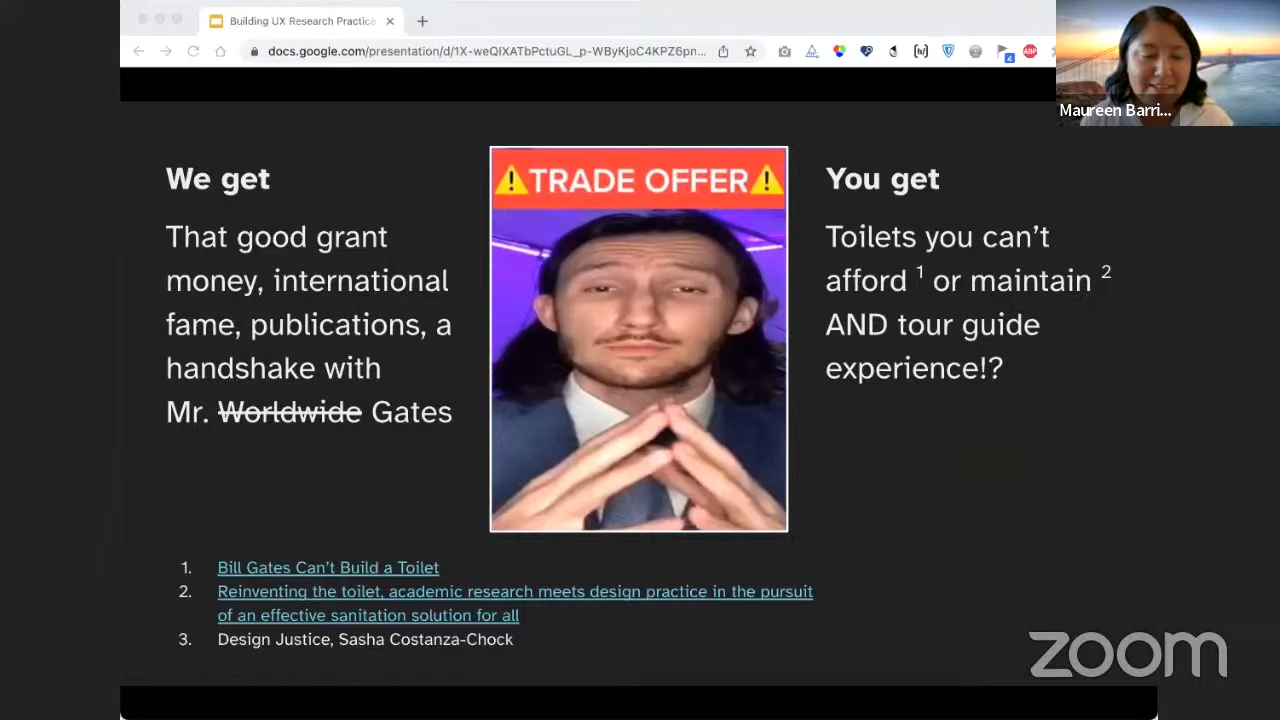 Building UX Research Practice
docs.google.com/presentation/d/1X-weQIXATbPctuGL_p-WByKjoC4KPZ6pn...
Maureen Barri...
We get
That good grant
money, international
fame, publications, a
handshake with
Mr. Worldwide Gates
TRADE OFFER
You get
Toilets you can’t
afford 1 or maintain 2
AND tour guide
experience!?
1. Bill Gates Can’t Build a Toilet
2. Reinventing the toilet, academic research meets design practice in the pursuit
of an effective sanitation solution for all
3. Design Justice, Sasha Costanza-Chock
zoom